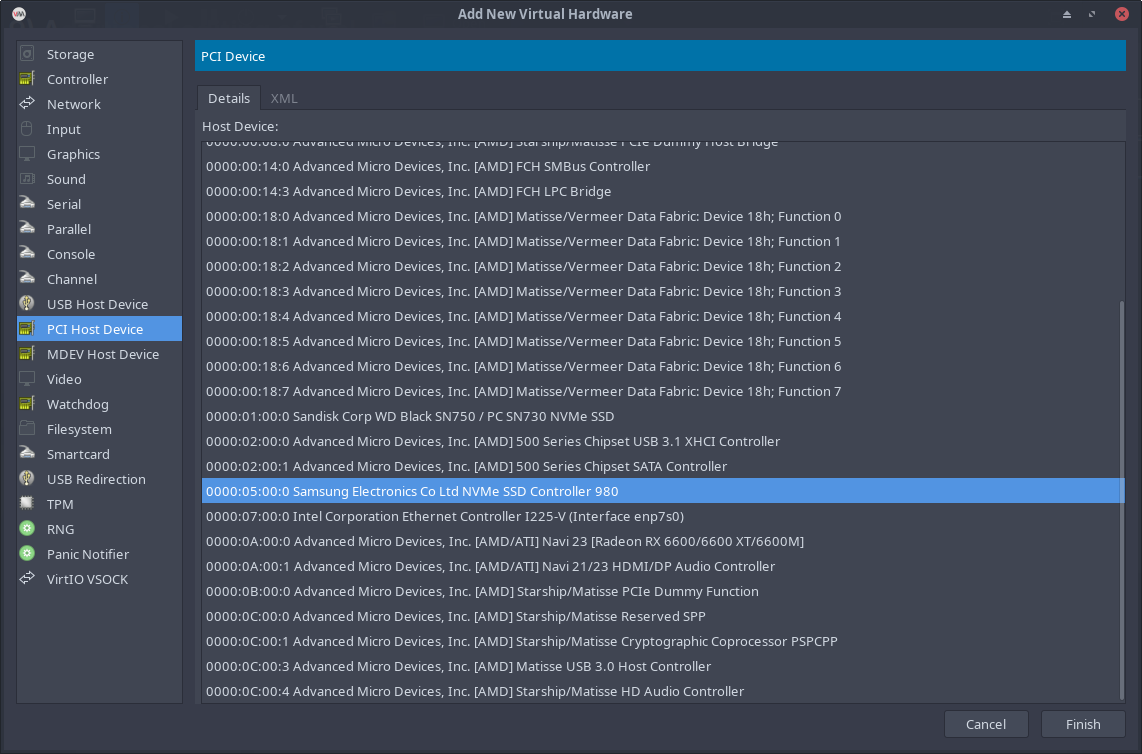 Add New Virtual Hardware
Storage
Controller
Network
Input
Graphics
Sound
Serial
Parallel
Console
Channel
USB Host Device
PCI Host Device
MDEV Host Device
Video
Watchdog
Filesystem
Smartcard
USB Redirection
TPM
RNG
Panic Notifier
VirtIO VSOCK
PCI Device
Details
XML
Host Device:
0000:00:08:0 Advanced Micro Devices, Inc. [AMD] Starship/Matisse PCIe Dummy Host Bridge
0000:00:14:0 Advanced Micro Devices, Inc. [AMD] FCH SMBus Controller
0000:00:14:3 Advanced Micro Devices, Inc. [AMD] FCH LPC Bridge
0000:00:18:0 Advanced Micro Devices, Inc. [AMD] Matisse/Vermeer Data Fabric: Device 18h; Function 0
0000:00:18:1 Advanced Micro Devices, Inc. [AMD] Matisse/Vermeer Data Fabric: Device 18h; Function 1
0000:00:18:2 Advanced Micro Devices, Inc. [AMD] Matisse/Vermeer Data Fabric: Device 18h; Function 2
0000:00:18:3 Advanced Micro Devices, Inc. [AMD] Matisse/Vermeer Data Fabric: Device 18h; Function 3
0000:00:18:4 Advanced Micro Devices, Inc. [AMD] Matisse/Vermeer Data Fabric: Device 18h; Function 4
0000:00:18:5 Advanced Micro Devices, Inc. [AMD] Matisse/Vermeer Data Fabric: Device 18h; Function 5
0000:00:18:6 Advanced Micro Devices, Inc. [AMD] Matisse/Vermeer Data Fabric: Device 18h; Function 6
0000:00:18:7 Advanced Micro Devices, Inc. [AMD] Matisse/Vermeer Data Fabric: Device 18h; Function 7
0000:01:00:0 Sandisk Corp WD Black SN750 / PC SN730 NVMe SSD
0000:02:00:0 Advanced Micro Devices, Inc. [AMD] 500 Series Chipset USB 3.1 XHCI Controller
0000:02:00:1 Advanced Micro Devices, Inc. [AMD] 500 Series Chipset SATA Controller
0000:05:00:0 Samsung Electronics Co Ltd NVMe SSD Controller 980
0000:07:00:0 Intel Corporation Ethernet Controller I225-V (Interface enp7s0)
0000:0A:00:0 Advanced Micro Devices, Inc. [AMD/ATI] Navi 23 [Radeon RX 6600/6600 XT/6600M]
0000:0A:00:1 Advanced Micro Devices, Inc. [AMD/ATI] Navi 21/23 HDMI/DP Audio Controller
0000:0B:00:0 Advanced Micro Devices, Inc. [AMD] Starship/Matisse PCIe Dummy Function
0000:0C:00:0 Advanced Micro Devices, Inc. [AMD] Starship/Matisse Reserved SPP
0000:0C:00:1 Advanced Micro Devices, Inc. [AMD] Starship/Matisse Cryptographic Coprocessor PSPCPP
0000:0C:00:3 Advanced Micro Devices, Inc. [AMD] Matisse USB 3.0 Host Controller
0000:0C:00:4 Advanced Micro Devices, Inc. [AMD] Starship/Matisse HD Audio Controller
Cancel
Finish